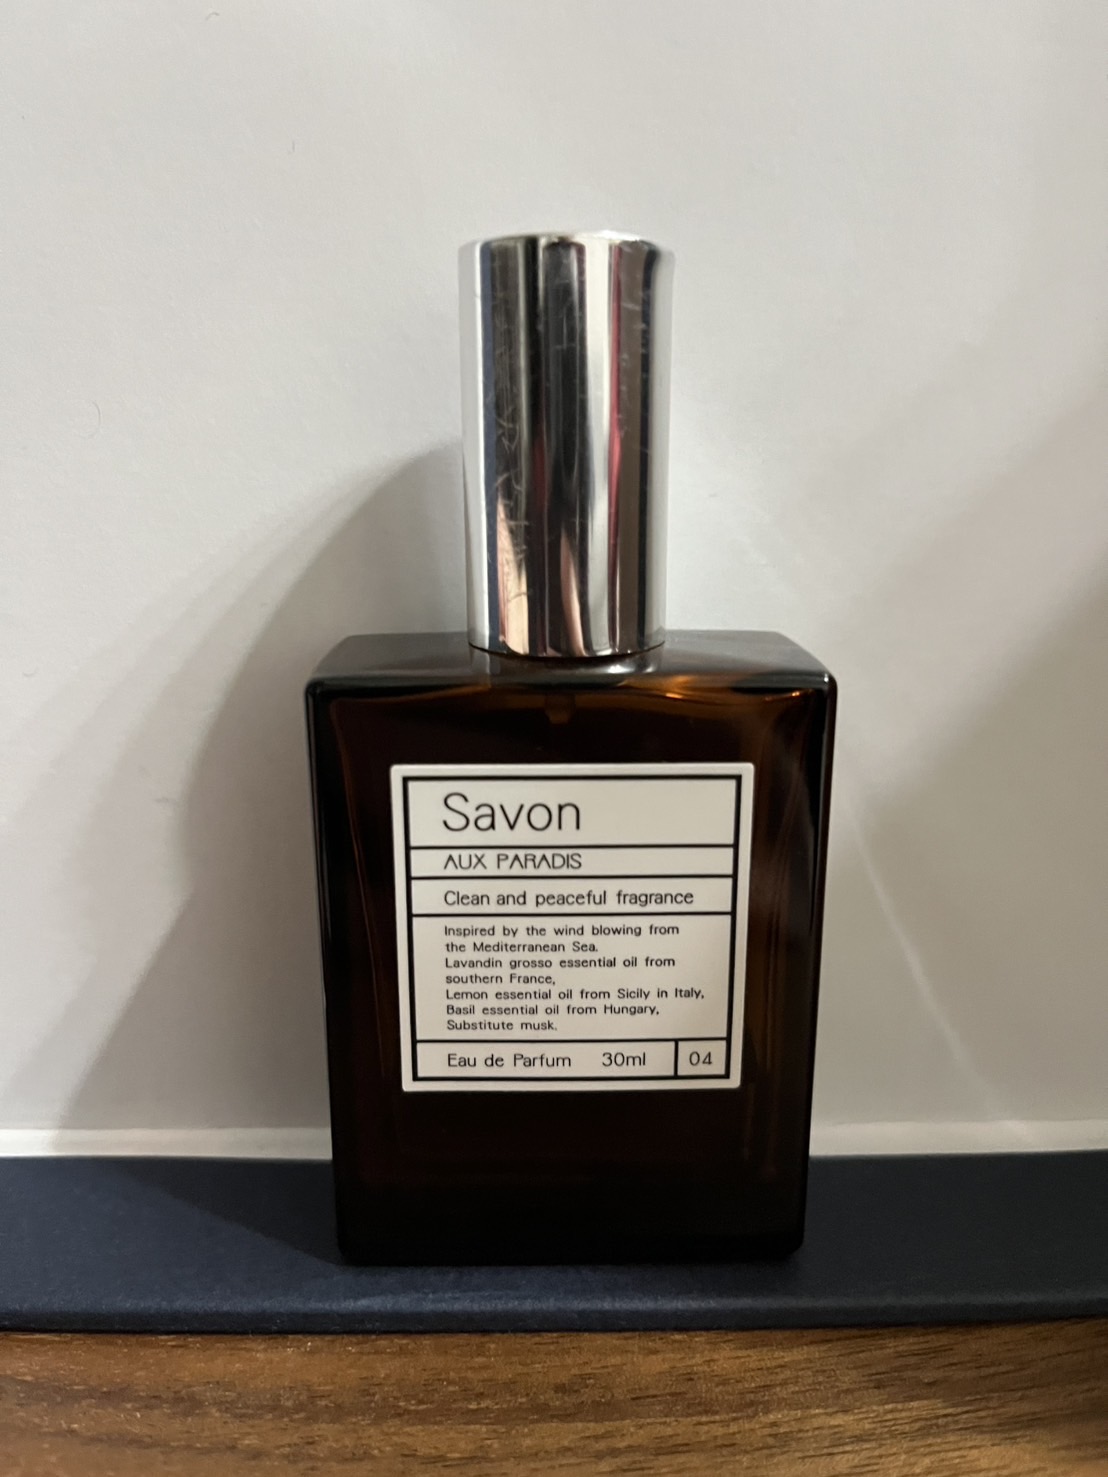 Savon
AUX PARADIS
Clean and peaceful fragrance
Inspired by the wind blowing from
the Mediterranean Sea.
Lavandin grosso essential oil from
southern France,
Lemon essential oil from Sicily in Italy,
Basil essential oil from Hungary,
Substitute musk.
Eau de Parfum 30ml 04